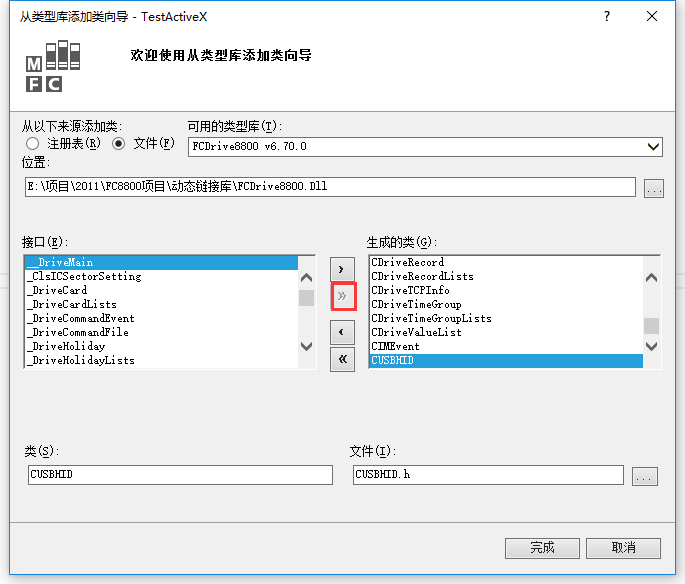 从类型库添加类向导 - TestActiveX
?
MFC
欢迎使用从类型库添加类向导
从以下来源添加类:
可用的类型库(T):
注册表(R)
文件(F)
FCDrive8800 v6.70.0
位置:
E:\项目\2011\FC8800项目\动态链接库\FCDrive8800.Dll
...
接口(E):
生成的类(G):
__DriveMain
_ClsICSectorSetting
_DriveCard
_DriveCardLists
_DriveCommandEvent
_DriveCommandFile
_DriveHoliday
_DriveHolidayLists
>
»
<
«
CDriveRecord
CDriveRecordLists
CDriveTCPInfo
CDriveTimeGroup
CDriveTimeGroupLists
CDriveValueList
CIMEvent
CUSBHID
类(S):
文件(I):
CUSBHID
CUSBHID.h
...
完成
取消